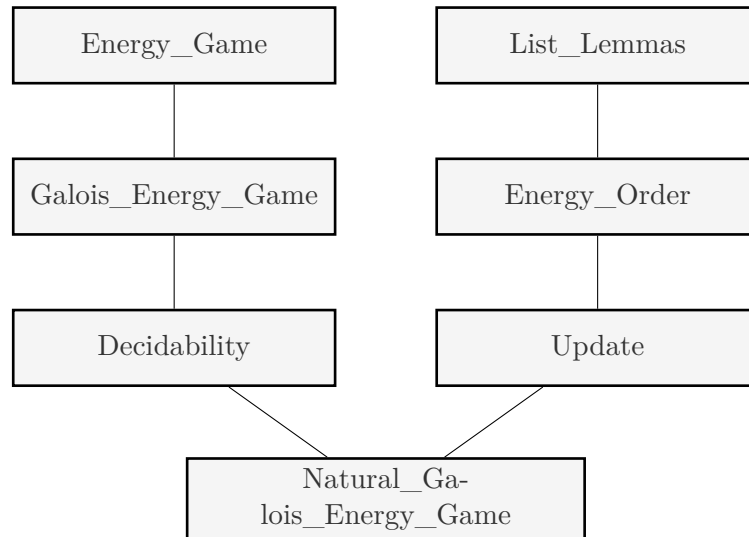 Energy_Game
List_Lemmas
Galois_Energy_Game
Energy_Order
Decidability
Update
Natural_Ga-
lois_Energy_Game